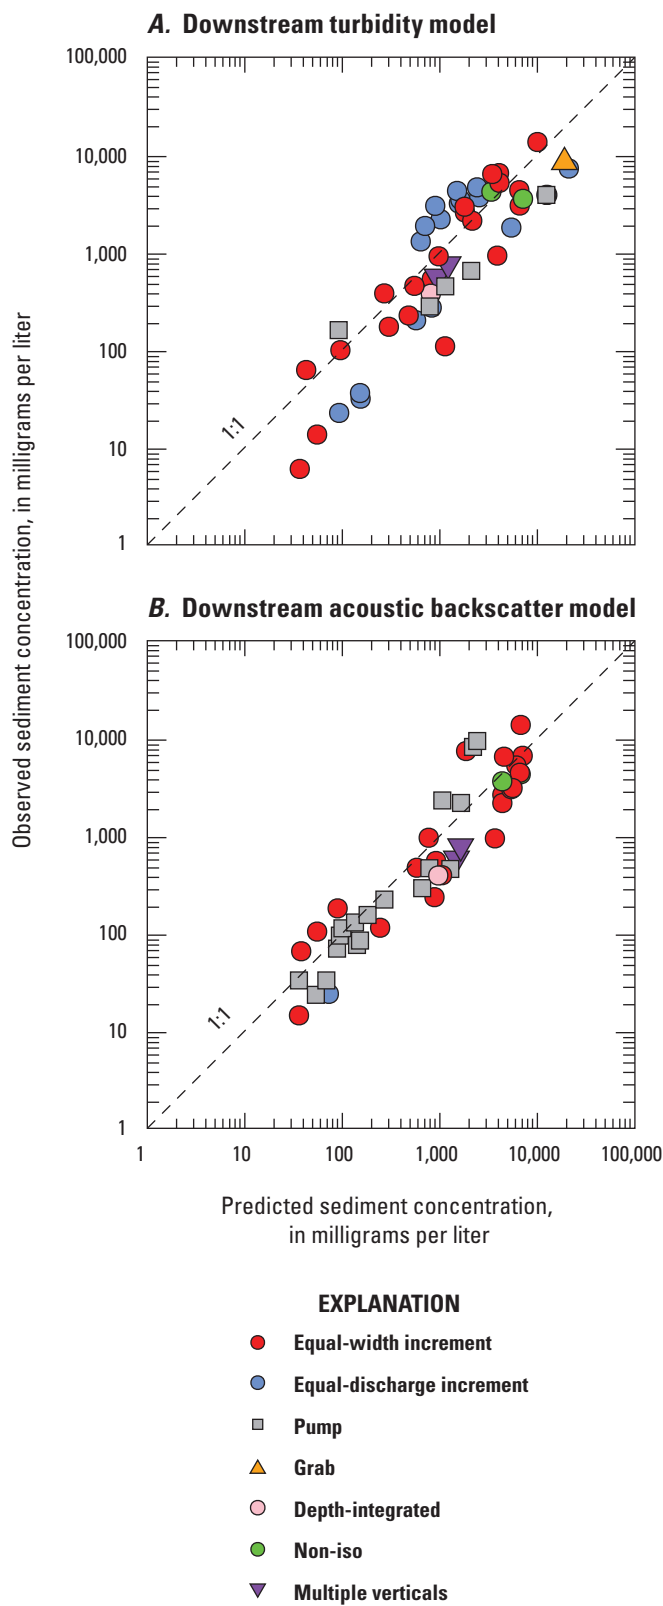 A. Downstream turbidity model
100,000
10,000
1,000
100
10
1
1:1
Observed sediment concentration, in milligrams per liter
B. Downstream acoustic backscatter model
100,000
10,000
1,000
100
10
1
1:1
1 10 100 1,000 10,000 100,000
Predicted sediment concentration,
in milligrams per liter
EXPLANATION
Equal-width increment
Equal-discharge increment
Pump
Grab
Depth-integrated
Non-iso
Multiple verticals